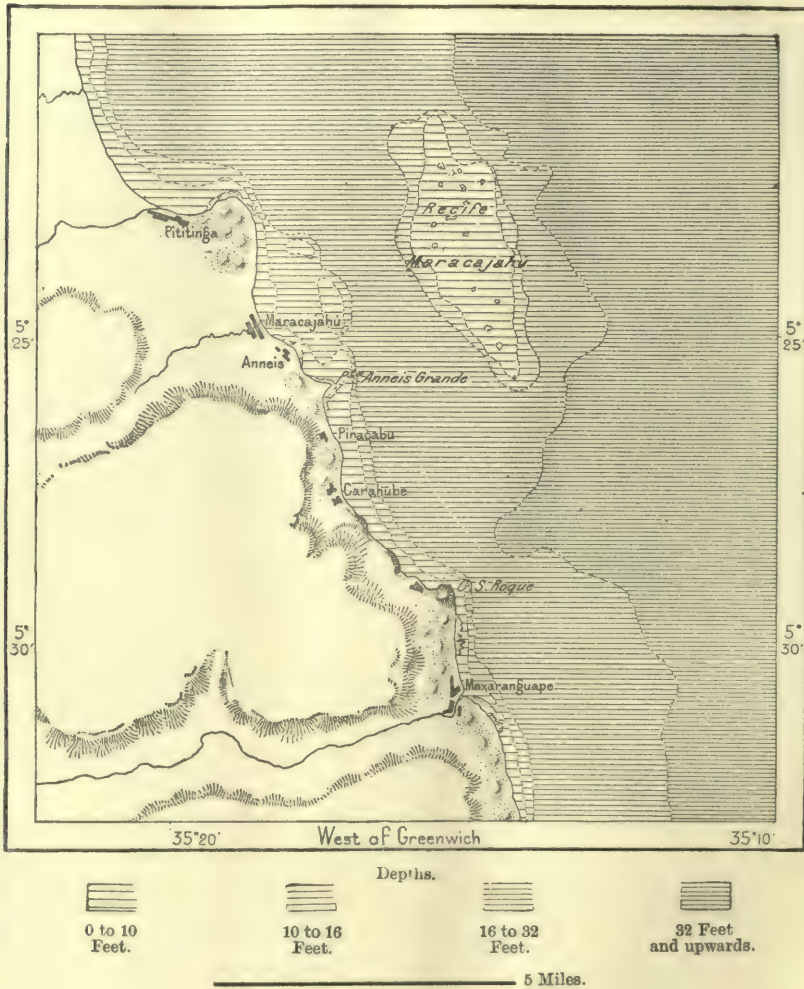 Pititinga
Recife
Maracajahú
Maracajahú
Anneis
Pta Anneis Grande
Piracabu
Carahube
C. S. Roque
Maxaranguape
5°
25'
5°
25'
5°
30'
5°
30'
35°20'
West of Greenwich
35°10'
Depths.
0 to 10
Feet.
10 to 16
Feet.
16 to 32
Feet.
32 Feet
and upwards.
5 Miles.